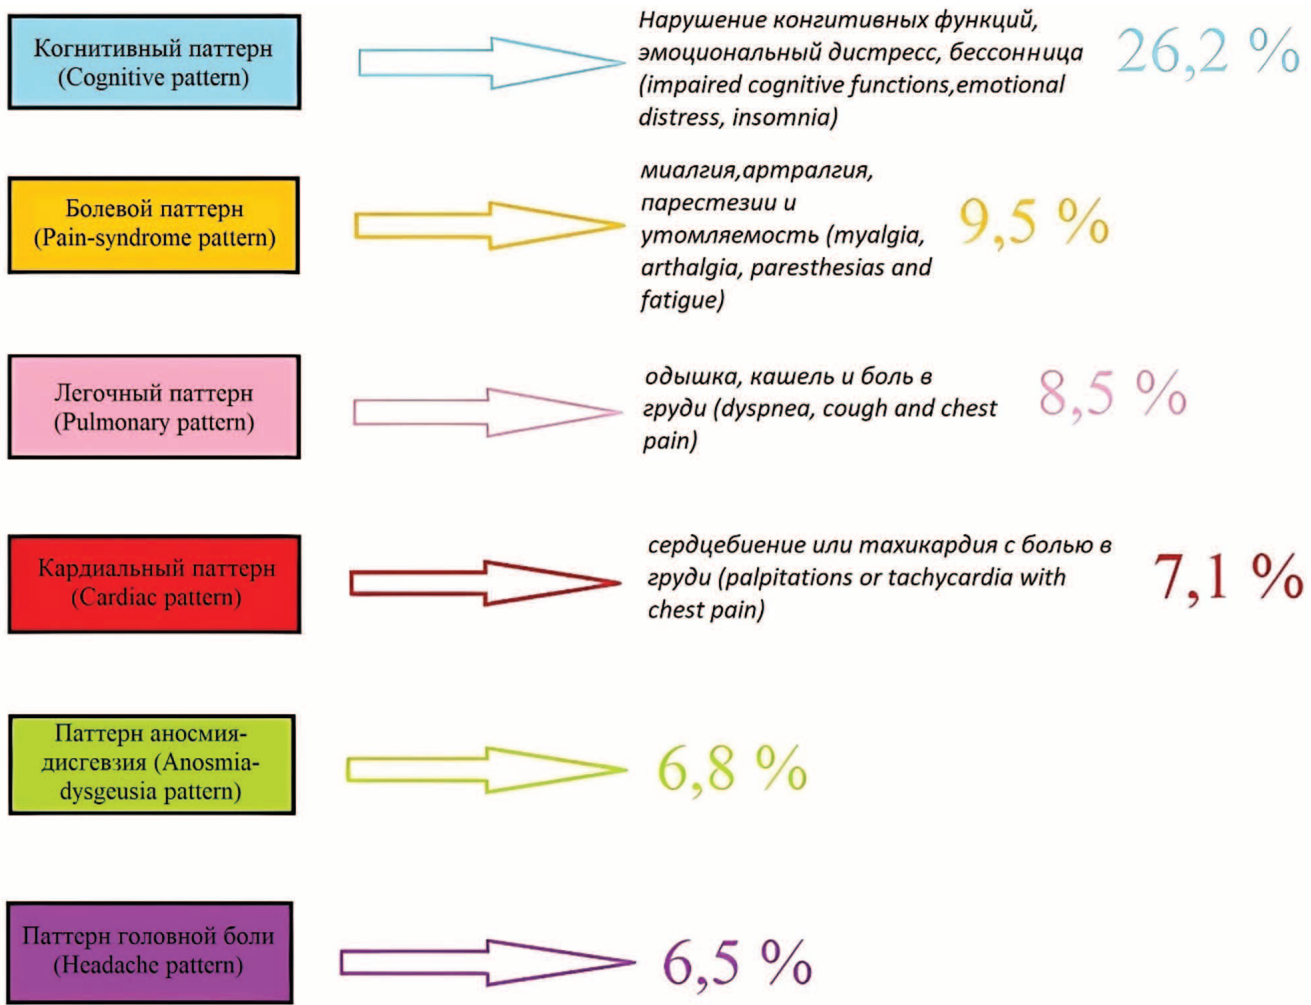 Когнитивный паттерн
(Cognitive pattern)
Нарушение конгитивных функций,
эмоциональный дистресс, бессонница
(impaired cognitive functions,emotional
distress, insomnia)
26,2 %
Болевой паттерн
(Pain-syndrome pattern)
миалгия,артралгия,
парестезии и
утомляемость (myalgia,
arthalgia, paresthesias and
fatigue)
9,5 %
Легочный паттерн
(Pulmonary pattern)
одышка, кашель и боль в
груди (dyspnea, cough and chest
pain)
8,5 %
Кардиальный паттерн
(Cardiac pattern)
сердцебиение или тахикардия с болью в
груди (palpitations or tachycardia with
chest pain)
7,1 %
Паттерн аносмия-
дисгевзия (Anosmia-
dysgeusia pattern)
6,8 %
Паттерн головной боли
(Headache pattern)
6,5 %